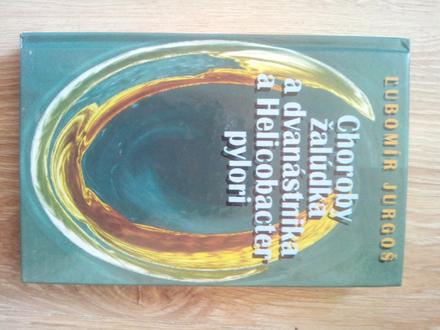 ĽUBOMÍR JURGOŠ
Choroby
žalúdka
a dvanástnika
a Helicobacter
pylori